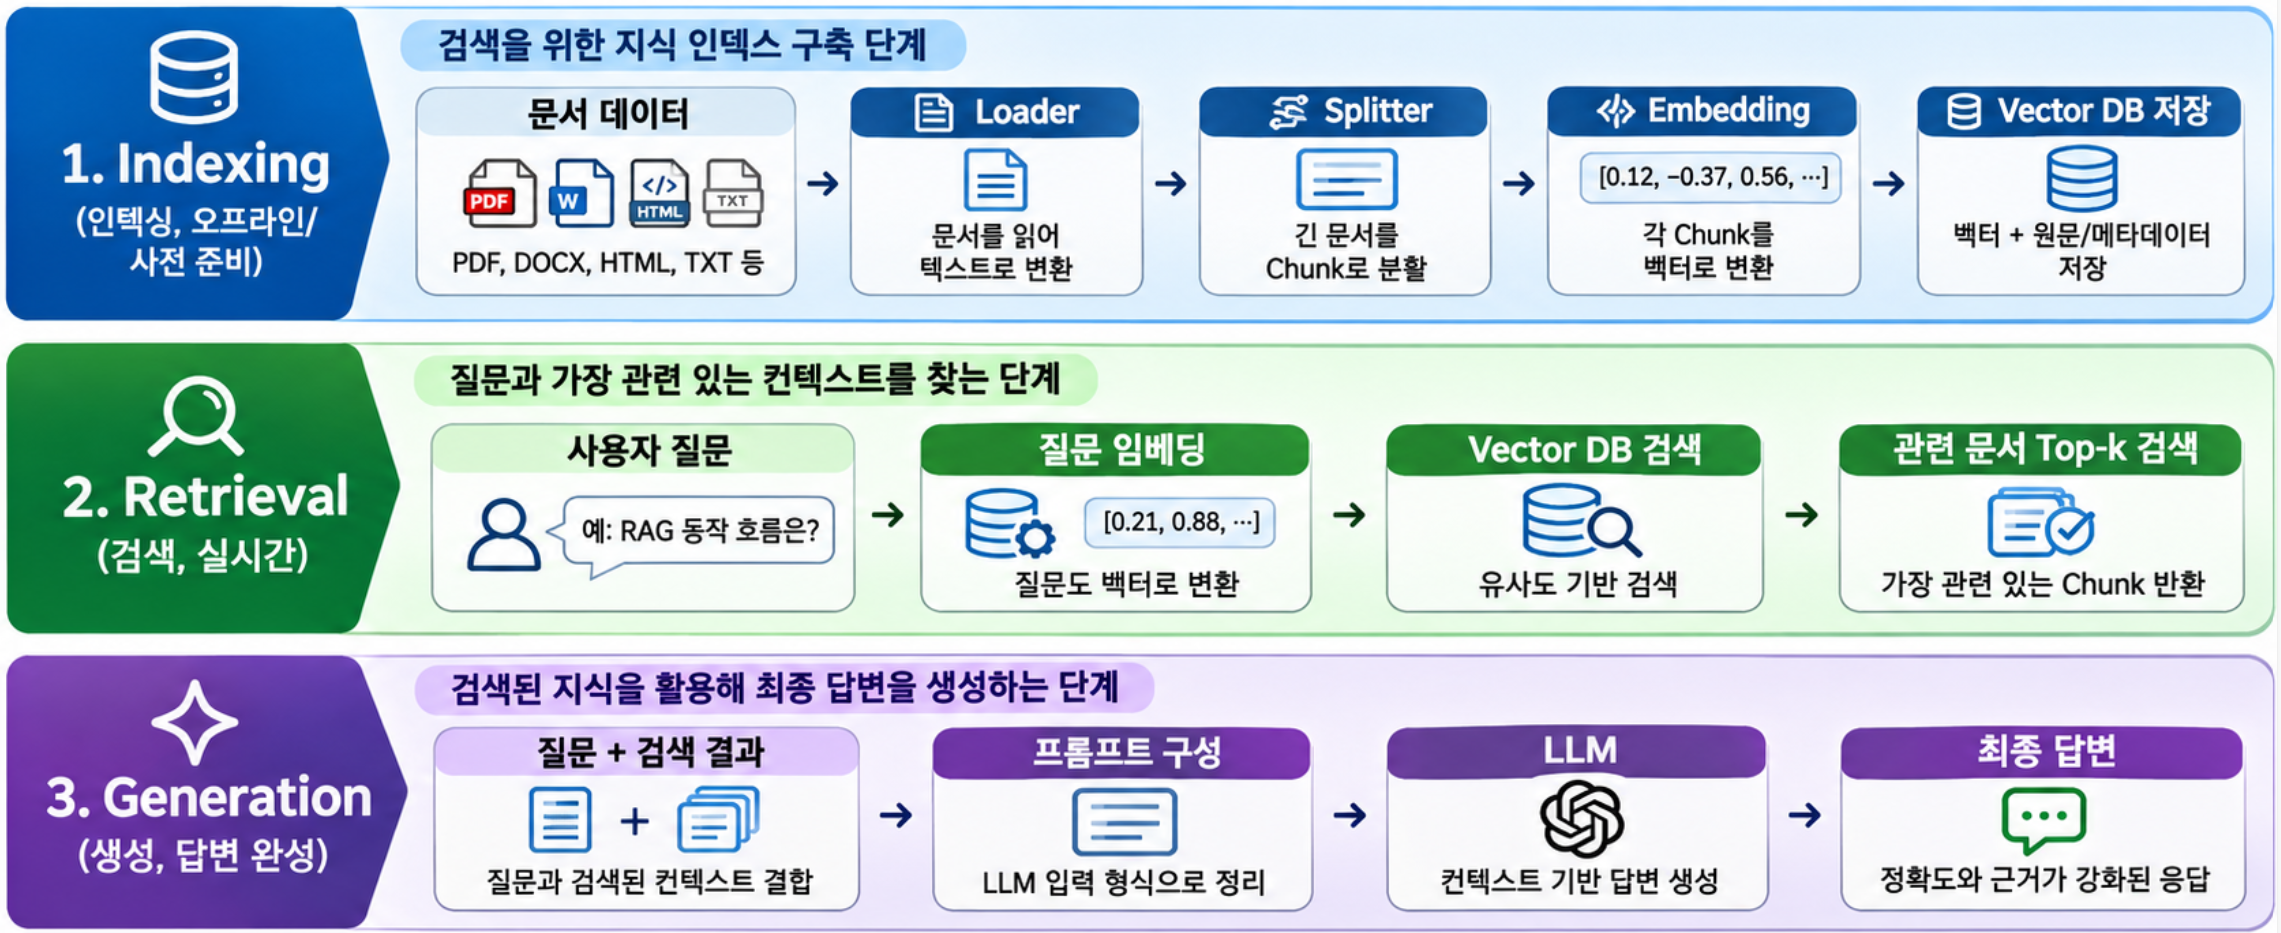 검색을 위한 지식 인덱스 구축 단계
1. Indexing
(인텍싱, 오프라인/
사전 준비)
문서 데이터
PDF
W
</>
HTML
TXT
PDF, DOCX, HTML, TXT 등
Loader
문서를 읽어
텍스트로 변환
Splitter
긴 문서를
Chunk로 분활
</> Embedding
[0.12, −0.37, 0.56, ···]
각 Chunk를
백터로 변환
Vector DB 저장
백터 + 원문/메타데이터
저장
질문과 가장 관련 있는 컨텍스트를 찾는 단계
2. Retrieval
(검색, 실시간)
사용자 질문
예: RAG 동작 흐름은?
질문 임베딩
[0.21, 0.88, ···]
질문도 백터로 변환
Vector DB 검색
유사도 기반 검색
관련 문서 Top-k 검색
가장 관련 있는 Chunk 반환
검색된 지식을 활용해 최종 답변을 생성하는 단계
3. Generation
(생성, 답변 완성)
질문 + 검색 결과
+
질문과 검색된 컨텍스트 결합
프롬프트 구성
LLM 입력 형식으로 정리
LLM
컨텍스트 기반 답변 생성
최종 답변
정확도와 근거가 강화된 응답